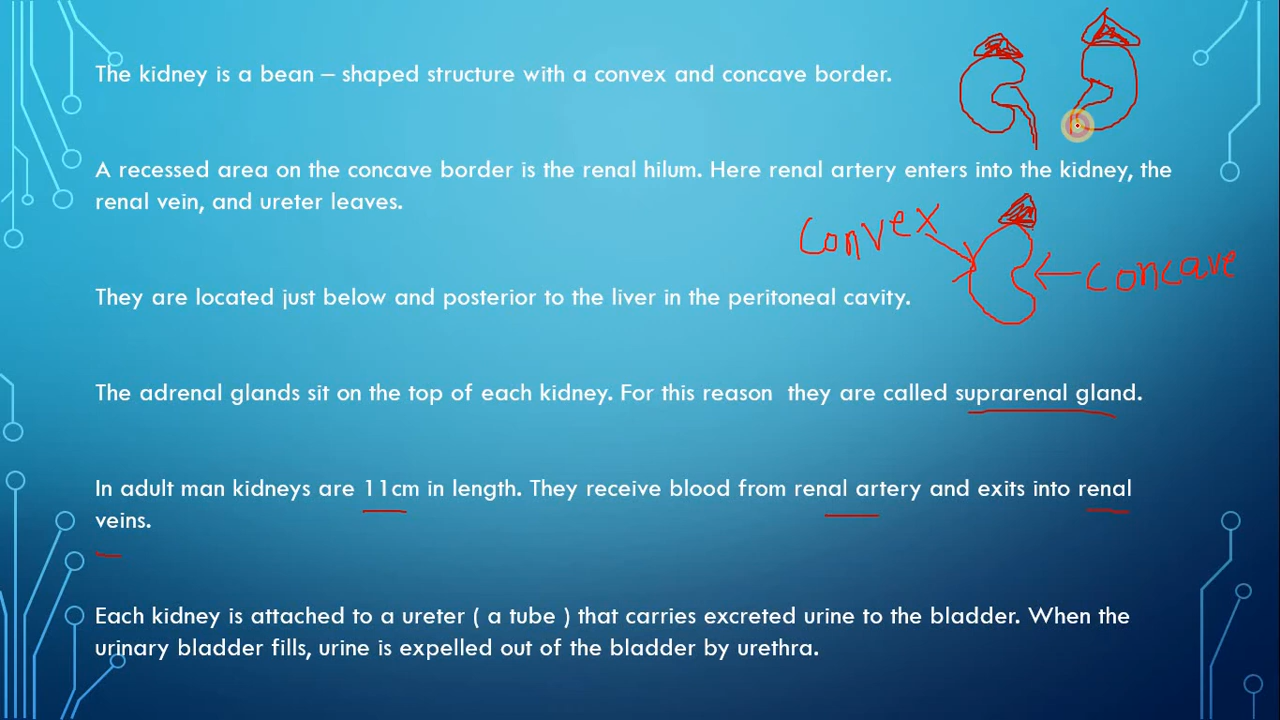 The kidney is a bean – shaped structure with a convex and concave border.
A recessed area on the concave border is the renal hilum. Here renal artery enters into the kidney, the
renal vein, and ureter leaves.
Convex
Concave
They are located just below and posterior to the liver in the peritoneal cavity.
The adrenal glands sit on the top of each kidney. For this reason they are called suprarenal gland.
In adult man kidneys are 11cm in length. They receive blood from renal artery and exits into renal
veins.
Each kidney is attached to a ureter ( a tube ) that carries excreted urine to the bladder. When the
urinary bladder fills, urine is expelled out of the bladder by urethra.